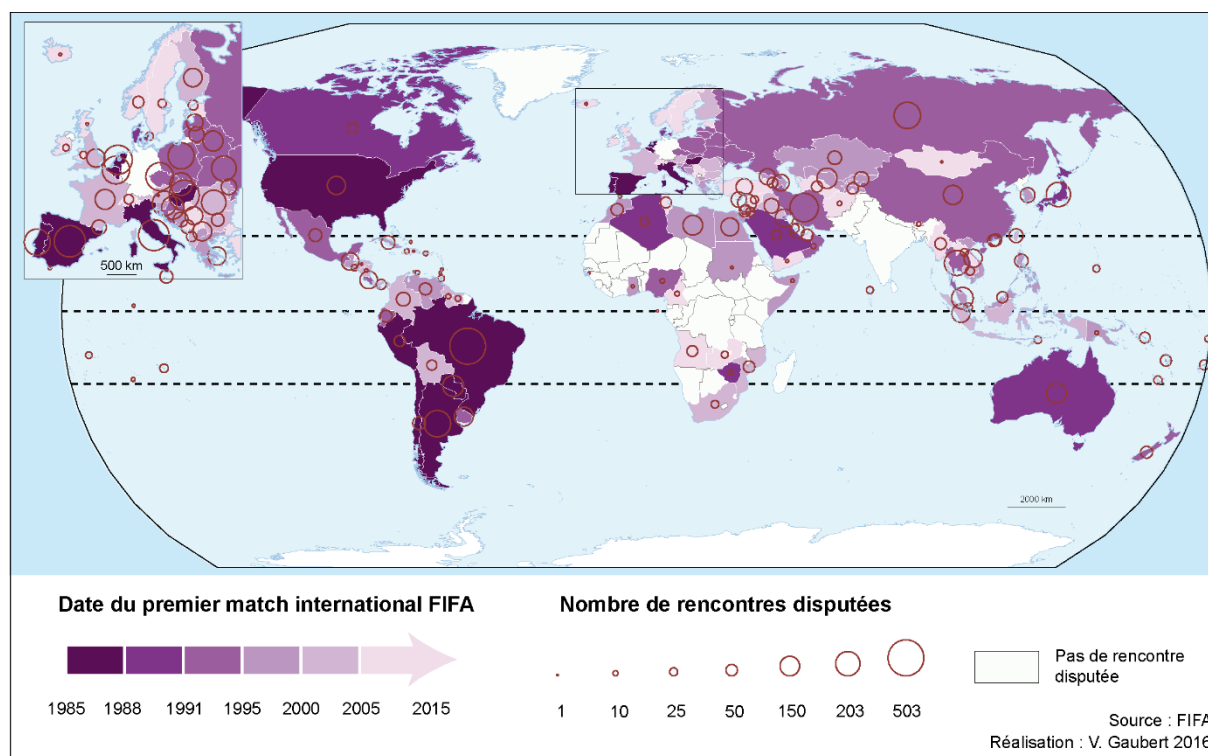 500 km
2000 km
Date du premier match international FIFA
1985 1988 1991 1995 2000 2005 2015
Nombre de rencontres disputées
1 10 25 50 150 203 503
Pas de rencontre
disputée
Source : FIFA
Réalisation : V. Gaubert 2016